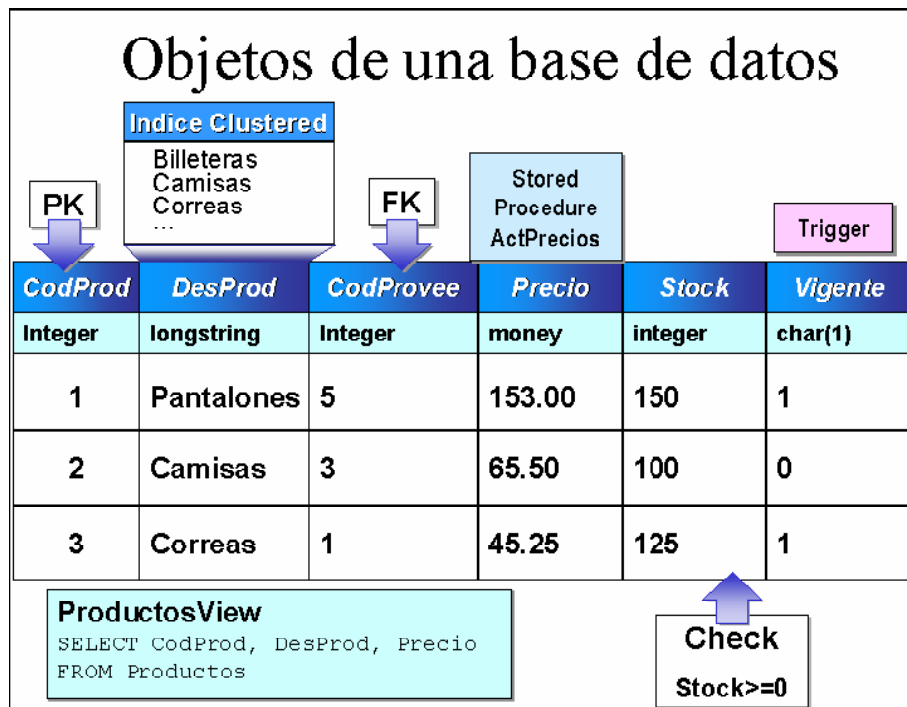 Objetos de una base de datos
Indice Clustered
Billeteras
Camisas
Correas
...
PK
FK
Stored
Procedure
ActPrecios
Trigger
CodProd DesProd CodProvee Precio Stock Vigente
Integer longstring Integer money integer char(1)
1 Pantalones 5 153.00 150 1
2 Camisas 3 65.50 100 0
3 Correas 1 45.25 125 1
ProductosView
SELECT CodProd, DesProd, Precio
FROM Productos
Check
Stock>=0